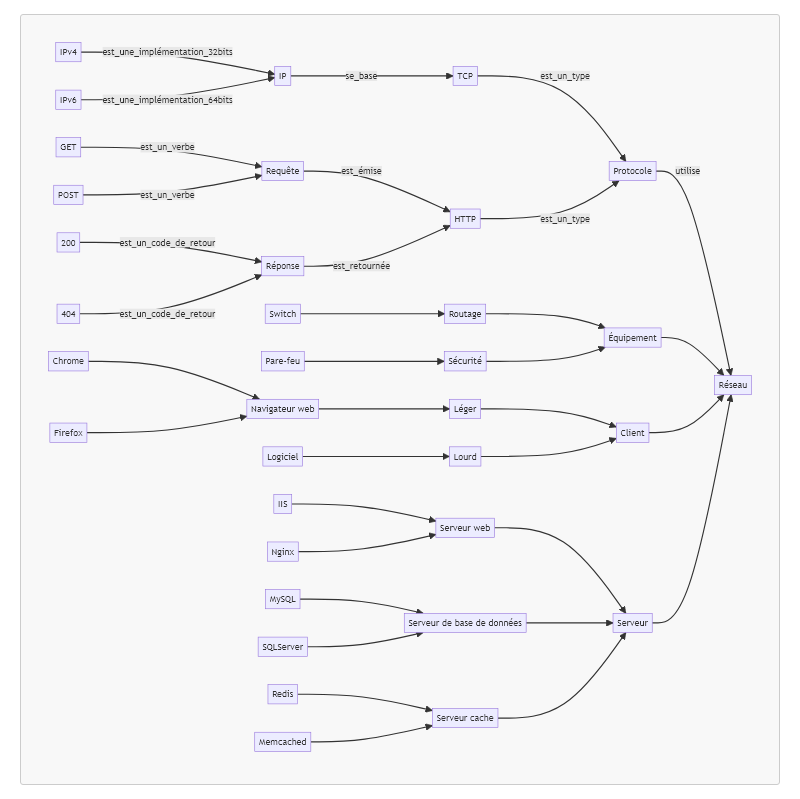 IPv4
est_une_implémentation_32bits
IP
se_base
TCP
est_un_type
IPv6
est_une_implémentation_64bits
GET
est_un_verbe
Requête
est_émise
Protocole
utilise
POST
est_un_verbe
HTTP
est_un_type
200
est_un_code_de_retour
Réponse
est_retournée
404
est_un_code_de_retour
Switch
Routage
Équipement
Chrome
Pare-feu
Sécurité
Réseau
Navigateur web
Léger
Firefox
Client
Logiciel
Lourd
IIS
Serveur web
Nginx
MySQL
Serveur de base de données
Serveur
SQLServer
Redis
Serveur cache
Memcached